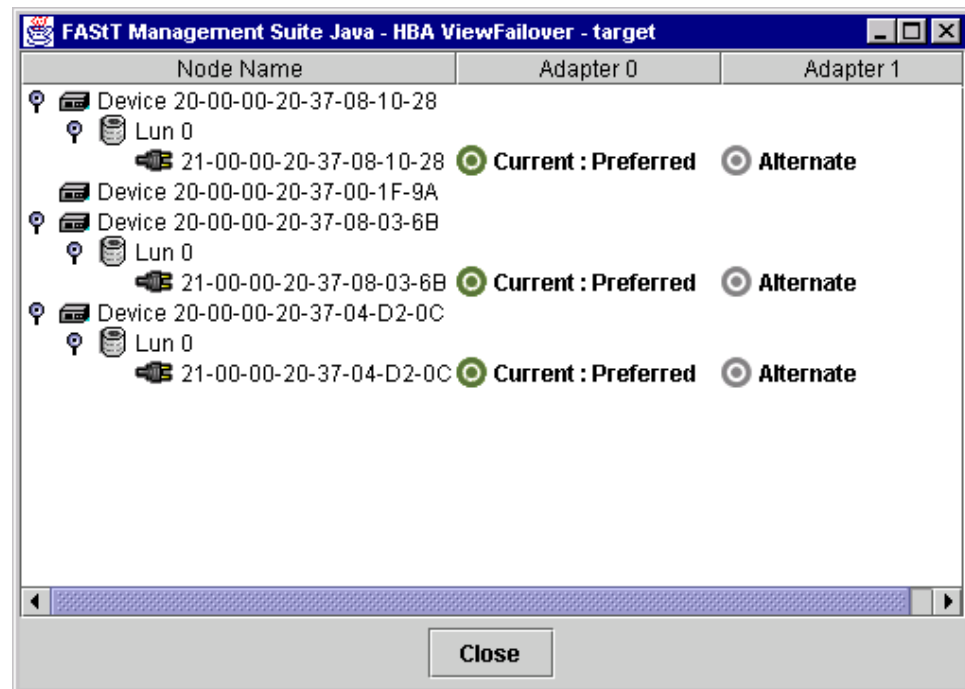 FAStT Management Suite Java - HBA ViewFailover - target
Node Name Adapter 0 Adapter 1
Device 20-00-00-20-37-08-10-28
Lun 0
21-00-00-20-37-08-10-28 Current : Preferred Alternate
Device 20-00-00-20-37-00-1F-9A
Device 20-00-00-20-37-08-03-6B
Lun 0
21-00-00-20-37-08-03-6B Current : Preferred Alternate
Device 20-00-00-20-37-04-D2-0C
Lun 0
21-00-00-20-37-04-D2-0C Current : Preferred Alternate
Close